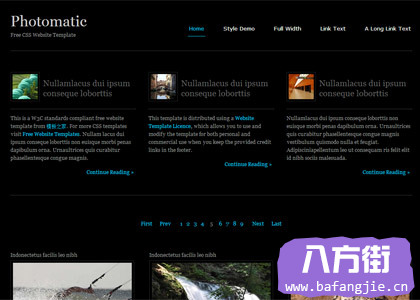 Photomatic
Free CSS Website Template
Home Style Demo Full Width Link Text A Long Link Text
Nullamlacus dui ipsum
conseque loborttis
This is a W3C standards compliant free website
template from 模板之家. For more CSS templates
visit Free Website Templates. Nullam lacus dui
ipsum conseque loborttis non euisque morbi penas
dapibulum orna. Urnaultrices quis curabitur
phasellentesque congue magnis.
Continue Reading »
Nullamlacus dui ipsum
conseque loborttis
This template is distributed using a Website
Template Licence, which allows you to use and
modify the template for both personal and
commercial use when you keep the provided credit
links in the footer.
Continue Reading »
Nullamlacus dui ipsum
conseque loborttis
Nullamlacus dui ipsum conseque loborttis non
euisque morbi penas dapibulum orna. Urnaultrices
quis curabitur phasellentesque congue magnis
vestibulum quismode nulla et feugiat.
Adipisciniapellentum leo ut consequam ris felit elit
id nibh sociis malesuada.
Continue Reading »
First Prev 1 2 3 4 5 6 7 8 9 Next Last
Indonectetus facilis leo nibh
Indonectetus facilis leo nibh
八方街
www.bafangjie.cn